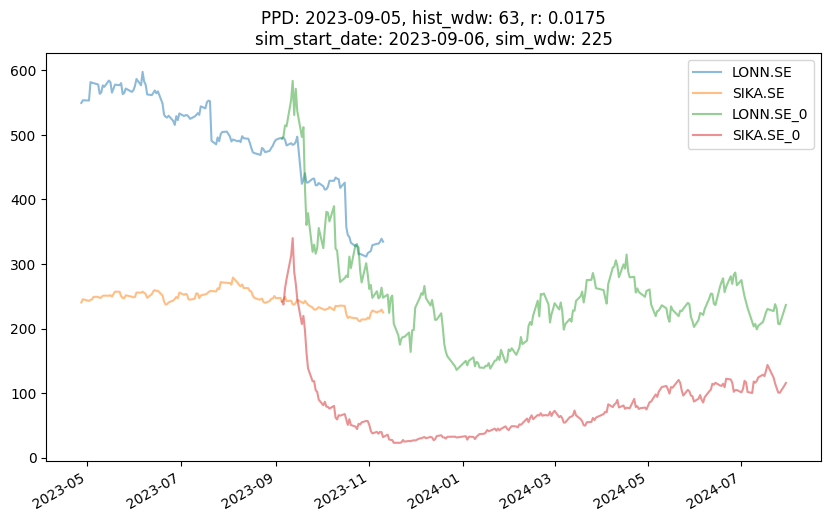 PPD: 2023-09-05, hist_wdw: 63, r: 0.0175
sim_start_date: 2023-09-06, sim_wdw: 225
LONN.SE
SIKA.SE
LONN.SE_0
SIKA.SE_0
600
500
400
300
200
100
0
2023-05
2023-07
2023-09
2023-11
2024-01
2024-03
2024-05
2024-07